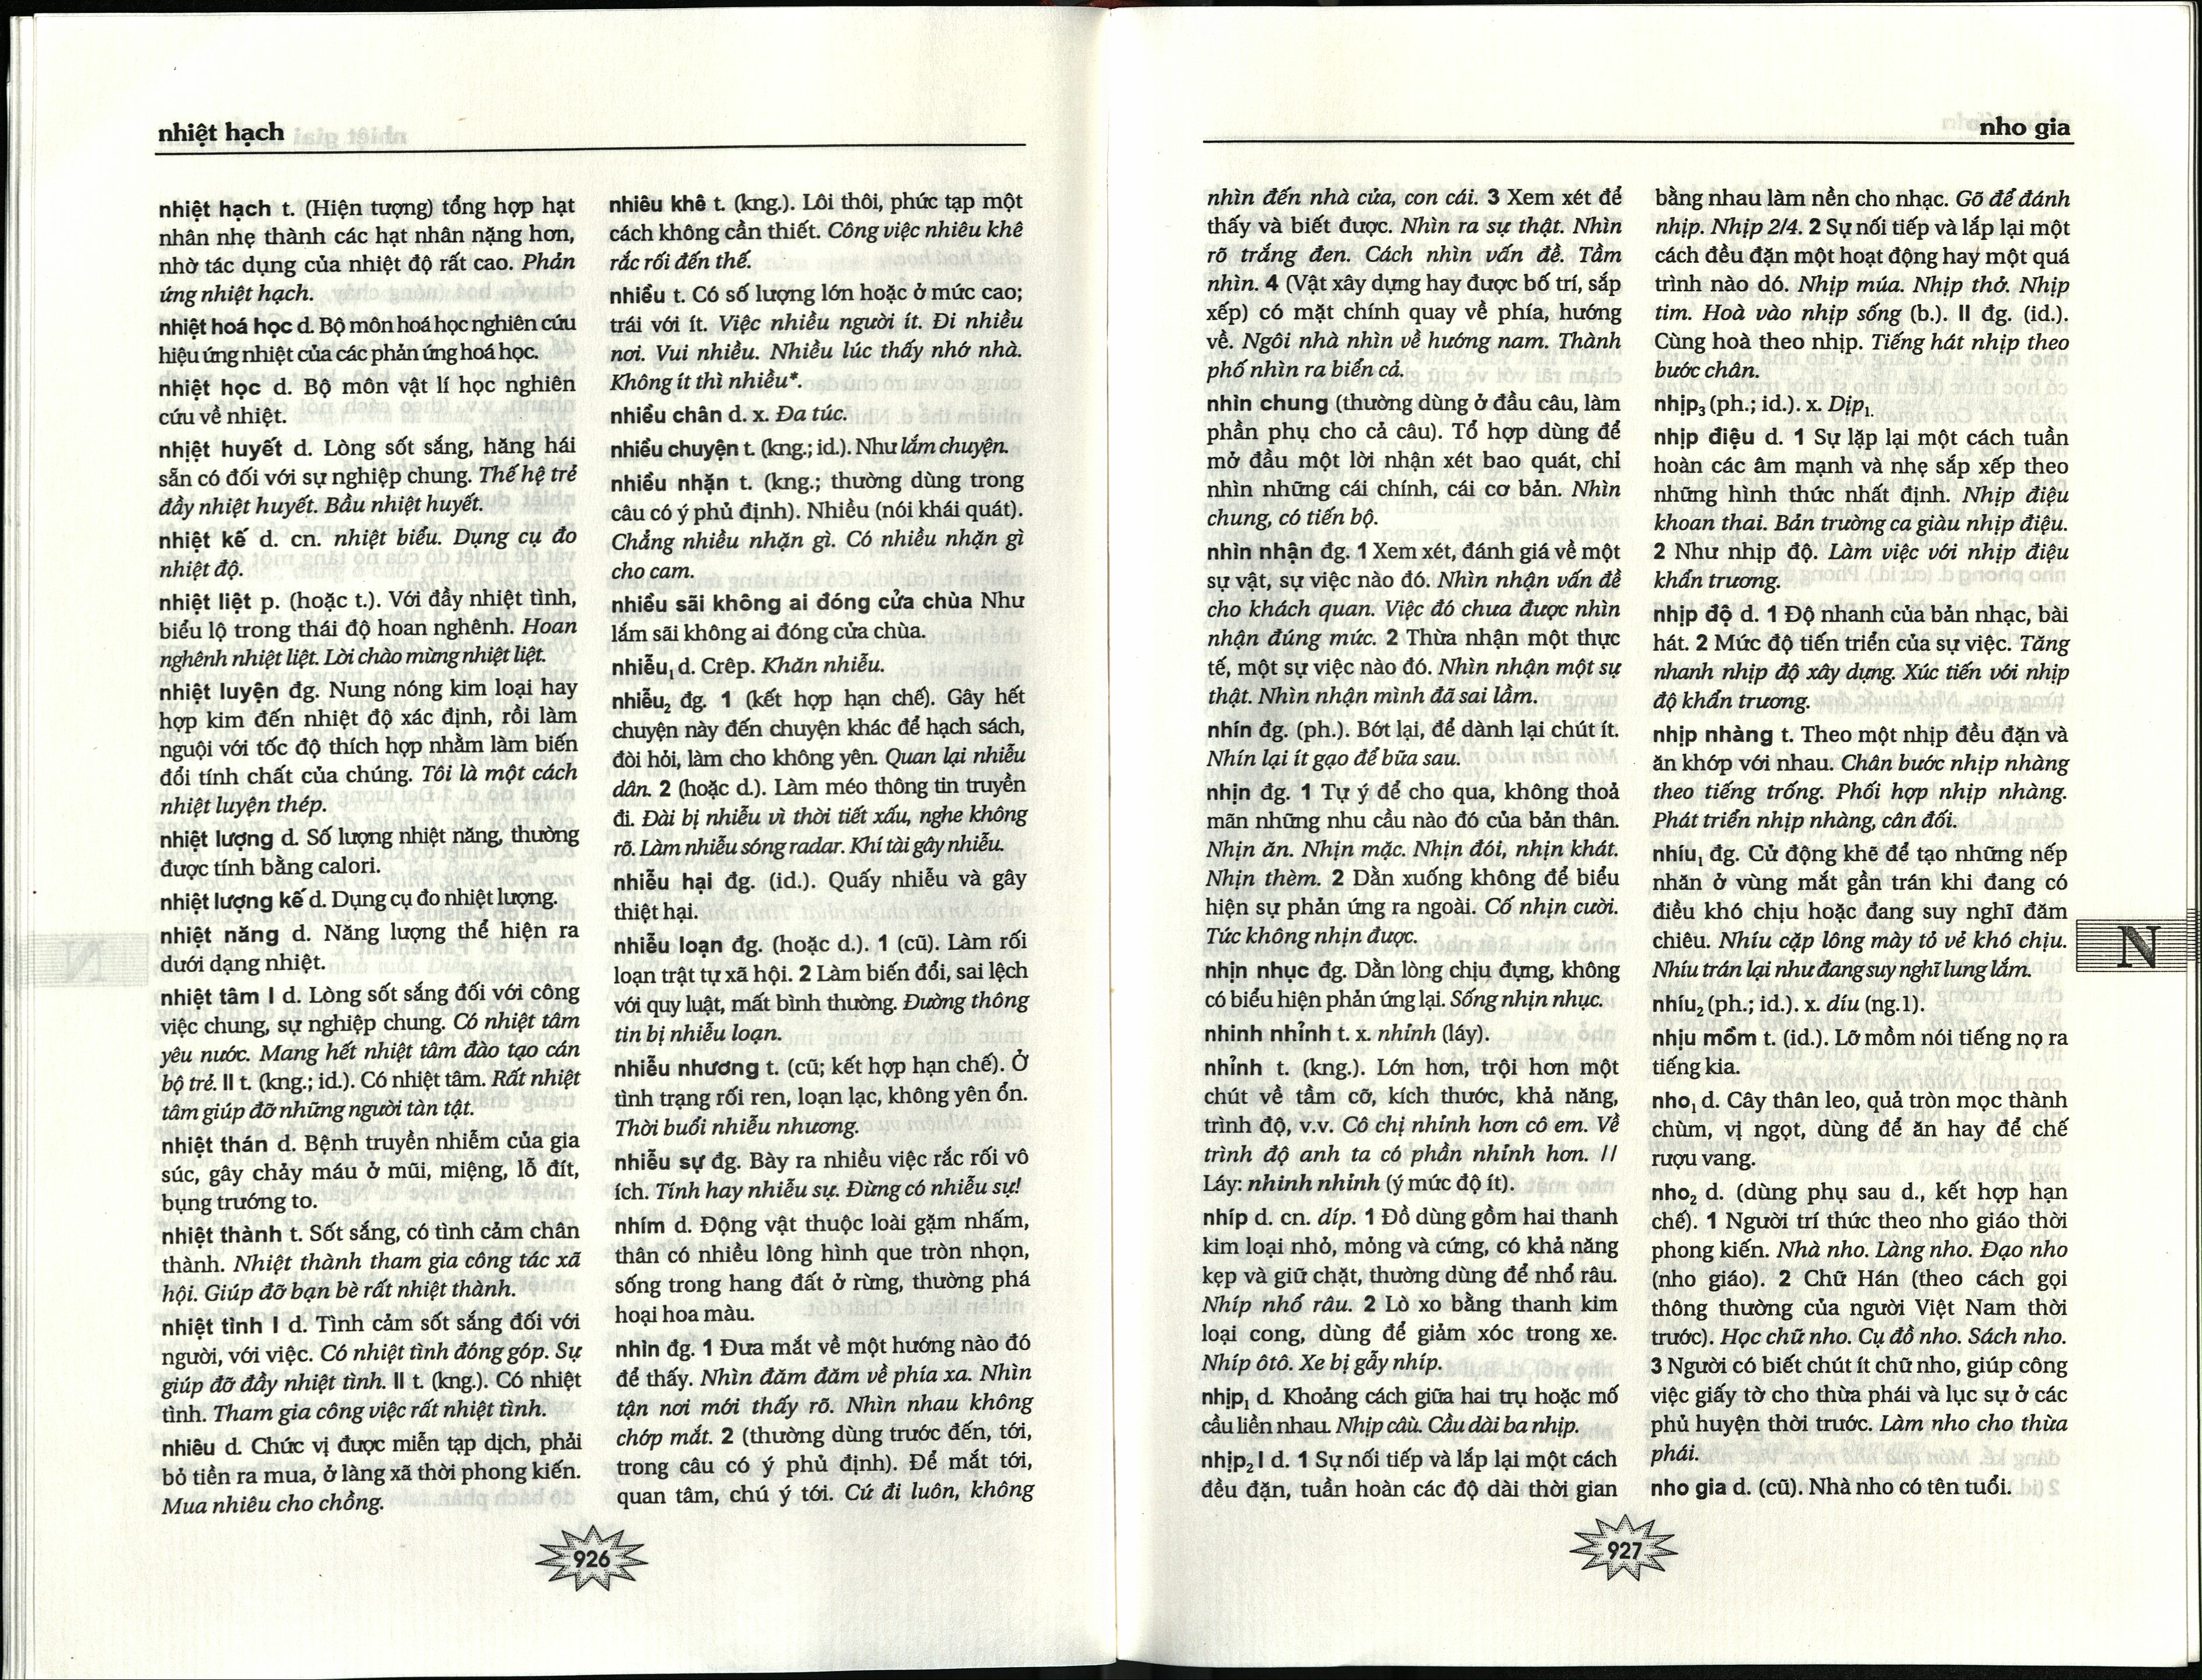 nhiệt hạch
nhiệt hạch t. (Hiện tượng) tổng hợp hạt
nhân nhẹ thành các hạt nhân nặng hơn,
nhờ tác dụng của nhiệt độ rất cao. Phản
ứng nhiệt hạch.
nhiệt hoá học d. Bộ môn hoá học nghiên cứu
hiệu ứng nhiệt của các phản ứng hoá học.
nhiệt học d. Bộ môn vật lí học nghiên
cứu về nhiệt.
nhiệt huyết d. Lòng sốt sắng, hăng hái
sẵn có đối với sự nghiệp chung. Thế hệ trẻ
đầy nhiệt huyết. Bầu nhiệt huyết.
nhiệt kế d. cn. nhiệt biểu. Dụng cụ đo
nhiệt độ.
nhiệt liệt p. (hoặc t.). Với đầy nhiệt tình,
biểu lộ trong thái độ hoan nghênh. Hoan
nghênh nhiệt liệt. Lời chào mừng nhiệt liệt.
nhiệt luyện đg. Nung nóng kim loại hay
hợp kim đến nhiệt độ xác định, rồi làm
nguội với tốc độ thích hợp nhằm làm biến
đổi tính chất của chúng. Tôi là một cách
nhiệt luyện thép.
nhiệt lượng d. Số lượng nhiệt năng, thường
được tính bằng calori.
nhiệt lượng kế d. Dụng cụ đo nhiệt lượng.
nhiệt năng d. Năng lượng thể hiện ra
dưới dạng nhiệt.
nhiệt tâm I d. Lòng sốt sắng đối với công
việc chung, sự nghiệp chung. Có nhiệt tâm
yêu nước. Mang hết nhiệt tâm đào tạo cán
bộ trẻ. II t. (kng.; id.). Có nhiệt tâm. Rất nhiệt
tâm giúp đỡ những người tàn tật.
nhiệt thán d. Bệnh truyền nhiễm của gia
súc, gây chảy máu ở mũi, miệng, lỗ đít,
bụng trướng to.
nhiệt thành t. Sốt sắng, có tình cảm chân
thành. Nhiệt thành tham gia công tác xã
hội. Giúp đỡ bạn bè rất nhiệt thành.
nhiệt tình I d. Tình cảm sốt sắng đối với
người, với việc. Có nhiệt tình đóng góp. Sự
giúp đỡ đầy nhiệt tình. II t. (kng.). Có nhiệt
tình. Tham gia công việc rất nhiệt tình.
nhiêu d. Chức vị được miễn tạp dịch, phải
bỏ tiền ra mua, ở làng xã thời phong kiến.
Mua nhiêu cho chồng.
nhiêu khê t. (kng.). Lôi thôi, phức tạp một
cách không cần thiết. Công việc nhiêu khê
rắc rối đến thế.
nhiều t. Có số lượng lớn hoặc ở mức cao;
trái với ít. Việc nhiều người ít. Đi nhiều
nơi. Vui nhiều. Nhiều lúc thấy nhớ nhà.
Không ít thì nhiều*.
nhiều chân d. x. Đa túc.
nhiều chuyện t. (kng.; id.). Như lắm chuyện.
nhiều nhặn t. (kng.; thường dùng trong
câu có ý phủ định). Nhiều (nói khái quát).
Chẳng nhiều nhặn gì. Có nhiều nhặn gì
cho cam.
nhiều sãi không ai đóng cửa chùa Như
lắm sãi không ai đóng cửa chùa.
nhiễu₁ d. Crêp. Khăn nhiễu.
nhiễu₂ đg. 1 (kết hợp hạn chế). Gây hết
chuyện này đến chuyện khác để hạch sách,
đòi hỏi, làm cho không yên. Quan lại nhiễu
dân. 2 (hoặc d.). Làm méo thông tin truyền
đi. Đài bị nhiễu vì thời tiết xấu, nghe không
rõ. Làm nhiễu sóng radar. Khí tài gây nhiễu.
nhiễu hại đg. (id.). Quấy nhiễu và gây
thiệt hại.
nhiễu loạn đg. (hoặc d.). 1 (cũ). Làm rối
loạn trật tự xã hội. 2 Làm biến đổi, sai lệch
với quy luật, mất bình thường. Đường thông
tin bị nhiễu loạn.
nhiễu nhương t. (cũ; kết hợp hạn chế). Ở
tình trạng rối ren, loạn lạc, không yên ổn.
Thời buổi nhiễu nhương.
nhiễu sự đg. Bày ra nhiều việc rắc rối vô
ích. Tính hay nhiễu sự. Đừng có nhiễu sự!
nhím d. Động vật thuộc loài gặm nhấm,
thân có nhiều lông hình que tròn nhọn,
sống trong hang đất ở rừng, thường phá
hoại hoa màu.
nhìn đg. 1 Đưa mắt về một hướng nào đó
để thấy. Nhìn đăm đăm về phía xa. Nhìn
tận nơi mới thấy rõ. Nhìn nhau không
chớp mắt. 2 (thường dùng trước đến, tới,
trong câu có ý phủ định). Để mắt tới,
quan tâm, chú ý tới. Cứ đi luôn, không
926
nho gia
nhìn đến nhà cửa, con cái. 3 Xem xét để
thấy và biết được. Nhìn ra sự thật. Nhìn
rõ trắng đen. Cách nhìn vấn đề. Tầm
nhìn. 4 (Vật xây dựng hay được bố trí, sắp
xếp) có mặt chính quay về phía, hướng
về. Ngôi nhà nhìn về hướng nam. Thành
phố nhìn ra biển cả.
nhìn chung (thường dùng ở đầu câu, làm
phần phụ cho cả câu). Tổ hợp dùng để
mở đầu một lời nhận xét bao quát, chỉ
nhìn những cái chính, cái cơ bản. Nhìn
chung, có tiến bộ.
nhìn nhận đg. 1 Xem xét, đánh giá về một
sự vật, sự việc nào đó. Nhìn nhận vấn đề
cho khách quan. Việc đó chưa được nhìn
nhận đúng mức. 2 Thừa nhận một thực
tế, một sự việc nào đó. Nhìn nhận một sự
thật. Nhìn nhận mình đã sai lầm.
nhín đg. (ph.). Bớt lại, để dành lại chút ít.
Nhín lại ít gạo để bữa sau.
nhịn đg. 1 Tự ý để cho qua, không thoả
mãn những nhu cầu nào đó của bản thân.
Nhịn ăn. Nhịn mặc. Nhịn đói, nhịn khát.
Nhịn thèm. 2 Dằn xuống không để biểu
hiện sự phản ứng ra ngoài. Cố nhịn cười.
Tức không nhịn được.
nhịn nhục đg. Dằn lòng chịu đựng, không
có biểu hiện phản ứng lại. Sống nhịn nhục.
nhinh nhỉnh t. x. nhỉnh (láy).
nhỉnh t. (kng.). Lớn hơn, trội hơn một
chút về tầm cỡ, kích thước, khả năng,
trình độ, v.v. Cô chị nhỉnh hơn cô em. Về
trình độ anh ta có phần nhỉnh hơn. //
Láy: nhinh nhỉnh (ý mức độ ít).
nhíp d. cn. díp. 1 Đồ dùng gồm hai thanh
kim loại nhỏ, mỏng và cứng, có khả năng
kẹp và giữ chặt, thường dùng để nhổ râu.
Nhíp nhổ râu. 2 Lò xo bằng thanh kim
loại cong, dùng để giảm xóc trong xe.
Nhíp ôtô. Xe bị gẫy nhíp.
nhịp₁ d. Khoảng cách giữa hai trụ hoặc mố
cầu liền nhau. Nhịp cầu. Cầu dài ba nhịp.
nhịp₂ I d. 1 Sự nối tiếp và lắp lại một cách
đều đặn, tuần hoàn các độ dài thời gian
bằng nhau làm nền cho nhạc. Gõ để đánh
nhịp. Nhịp 2/4. 2 Sự nối tiếp và lắp lại một
cách đều đặn một hoạt động hay một quá
trình nào dó. Nhịp múa. Nhịp thở. Nhịp
tim. Hoà vào nhịp sống (b.). II đg. (id.).
Cùng hoà theo nhịp. Tiếng hát nhịp theo
bước chân.
nhịp₃ (ph.; id.). x. Dịp₁.
nhịp điệu d. 1 Sự lặp lại một cách tuần
hoàn các âm mạnh và nhẹ sắp xếp theo
những hình thức nhất định. Nhịp điệu
khoan thai. Bản trường ca giàu nhịp điệu.
2 Như nhịp độ. Làm việc với nhịp điệu
khẩn trương.
nhịp độ d. 1 Độ nhanh của bản nhạc, bài
hát. 2 Mức độ tiến triển của sự việc. Tăng
nhanh nhịp độ xây dựng. Xúc tiến với nhịp
độ khẩn trương.
nhịp nhàng t. Theo một nhịp đều đặn và
ăn khớp với nhau. Chân bước nhịp nhàng
theo tiếng trống. Phối hợp nhịp nhàng.
Phát triển nhịp nhàng, cân đối.
nhíu₁ đg. Cử động khẽ để tạo những nếp
nhăn ở vùng mắt gần trán khi đang có
điều khó chịu hoặc đang suy nghĩ đăm
chiêu. Nhíu cặp lông mày tỏ vẻ khó chịu.
Nhíu trán lại như đang suy nghĩ lung lắm.
nhíu₂ (ph.; id.). x. díu (ng.1).
nhịu mồm t. (id.). Lỡ mồm nói tiếng nọ ra
tiếng kia.
nho₁ d. Cây thân leo, quả tròn mọc thành
chùm, vị ngọt, dùng để ăn hay để chế
rượu vang.
nho₂ d. (dùng phụ sau d., kết hợp hạn
chế). 1 Người trí thức theo nho giáo thời
phong kiến. Nhà nho. Làng nho. Đạo nho
(nho giáo). 2 Chữ Hán (theo cách gọi
thông thường của người Việt Nam thời
trước). Học chữ nho. Cụ đồ nho. Sách nho.
3 Người có biết chút ít chữ nho, giúp công
việc giấy tờ cho thừa phái và lục sự ở các
phủ huyện thời trước. Làm nho cho thừa
phái.
nho gia d. (cũ). Nhà nho có tên tuổi.
N
927